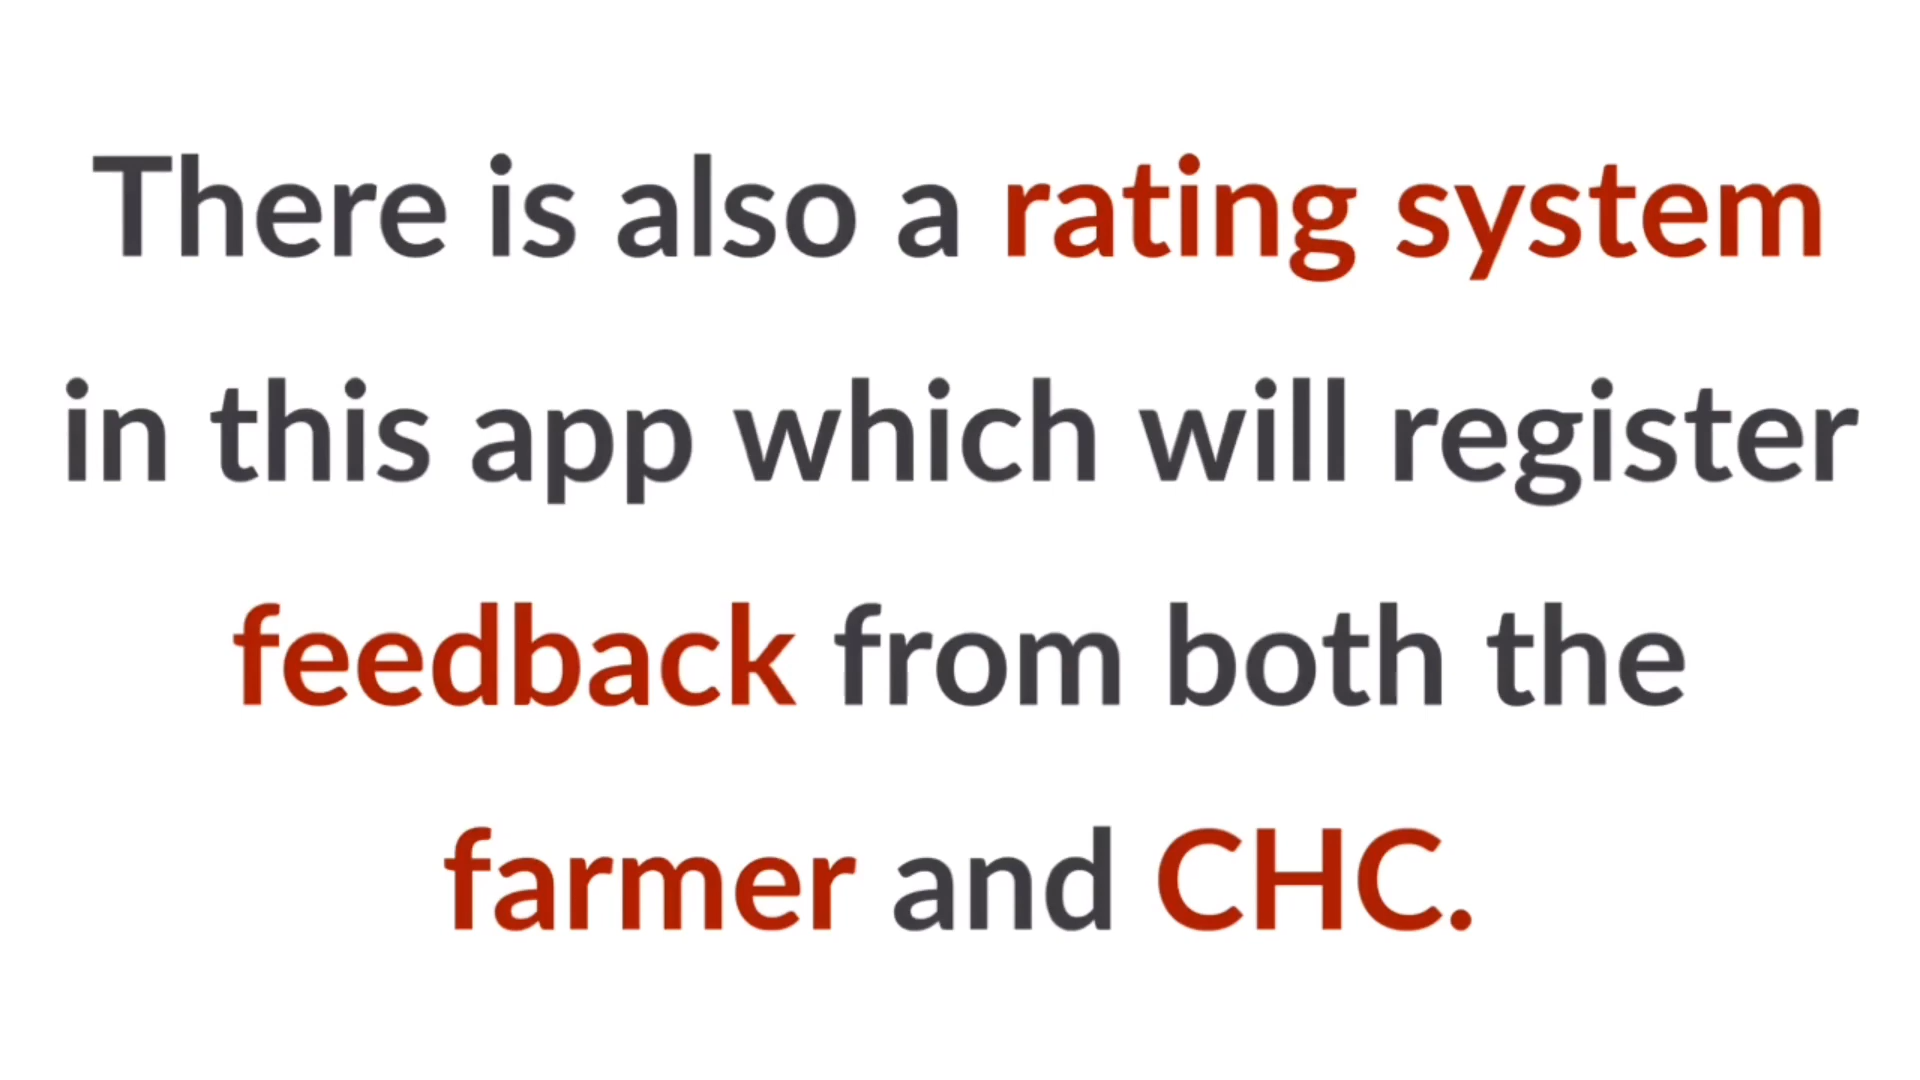 There is also a rating system
in this app which will register
feedback from both the
farmer and CHC.